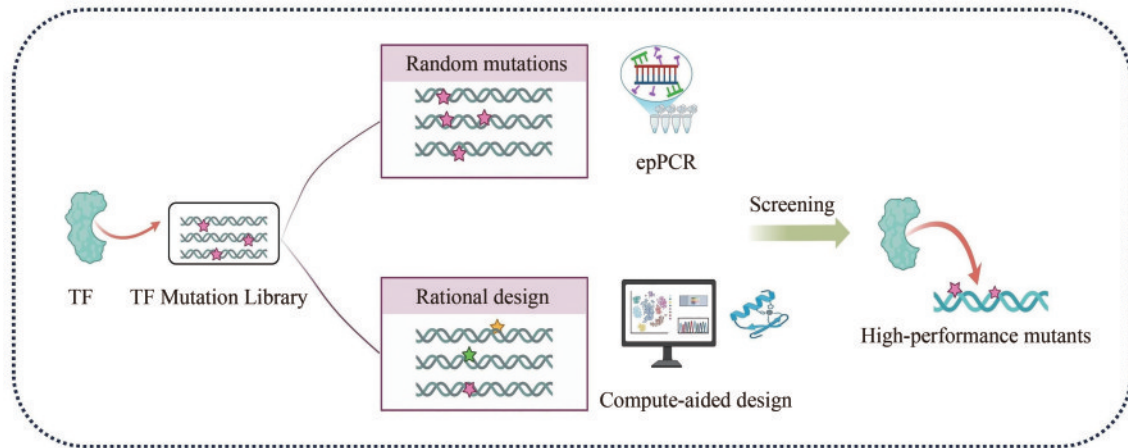 TF
TF Mutation Library
Random mutations
epPCR
Rational design
Compute-aided design
Screening
High-performance mutants